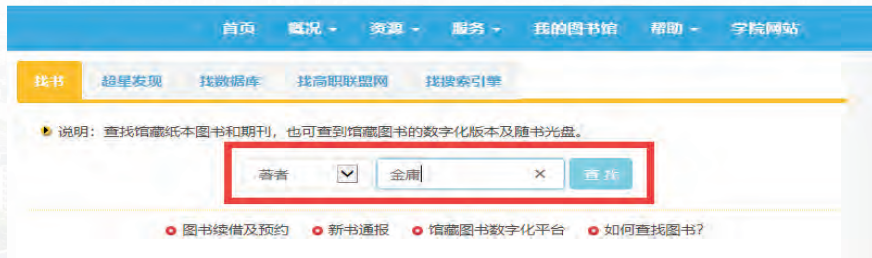 首页 概况 资源 服务 我的图书馆 帮助 学院网站
找书 超星发现 找数据库 找高职联盟网 找搜索引擎
说明：查找馆藏纸本图书和期刊，也可查到馆藏图书的数字化版本及随书光盘。
著者 金庸 × 查找
图书续借及预约 新书通报 馆藏图书数字化平台 如何查找图书?